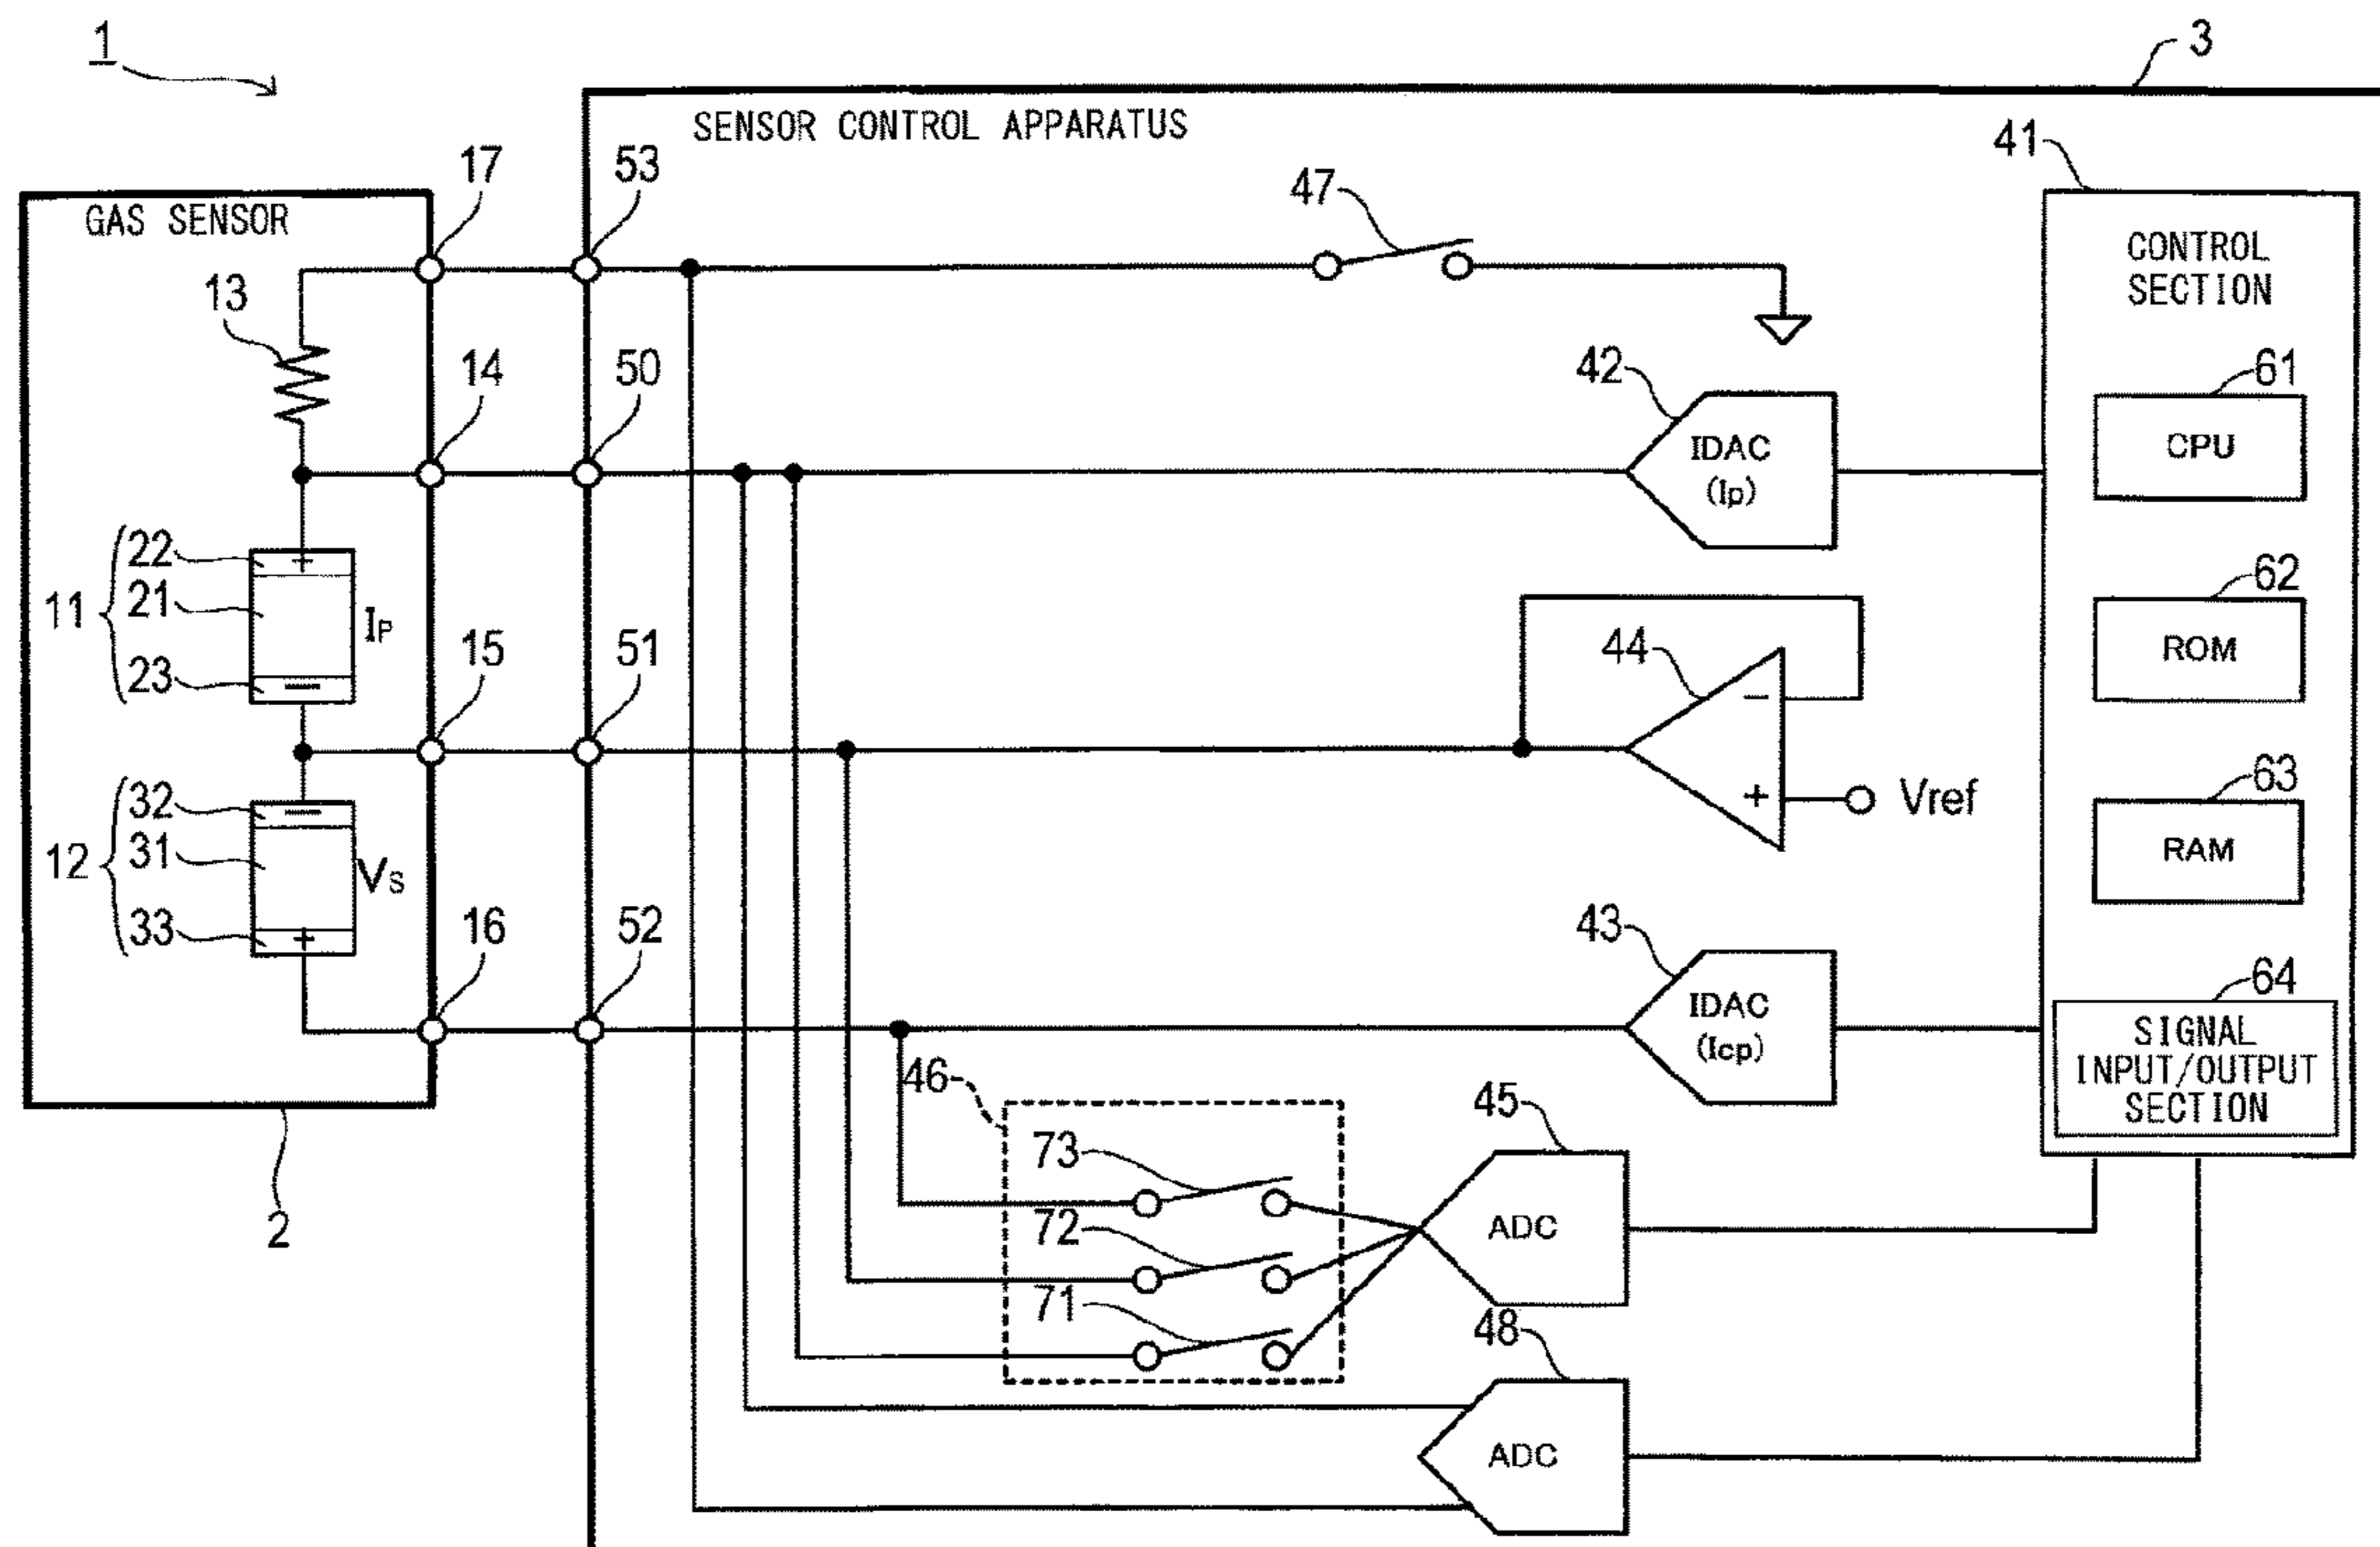 1
3
SENSOR CONTROL APPARATUS
41
17
53
47
GAS SENSOR
CONTROL
SECTION
13
14
50
42
61
IDAC
(Ip)
CPU
22
+
11
21
IP
23
−
62
15
51
44
−
ROM
32
−
+
Vref
63
12
31
VS
RAM
33
+
16
52
43
IDAC
(Icp)
64
SIGNAL
INPUT/OUTPUT
SECTION
46
45
73
2
72
ADC
71
48
ADC